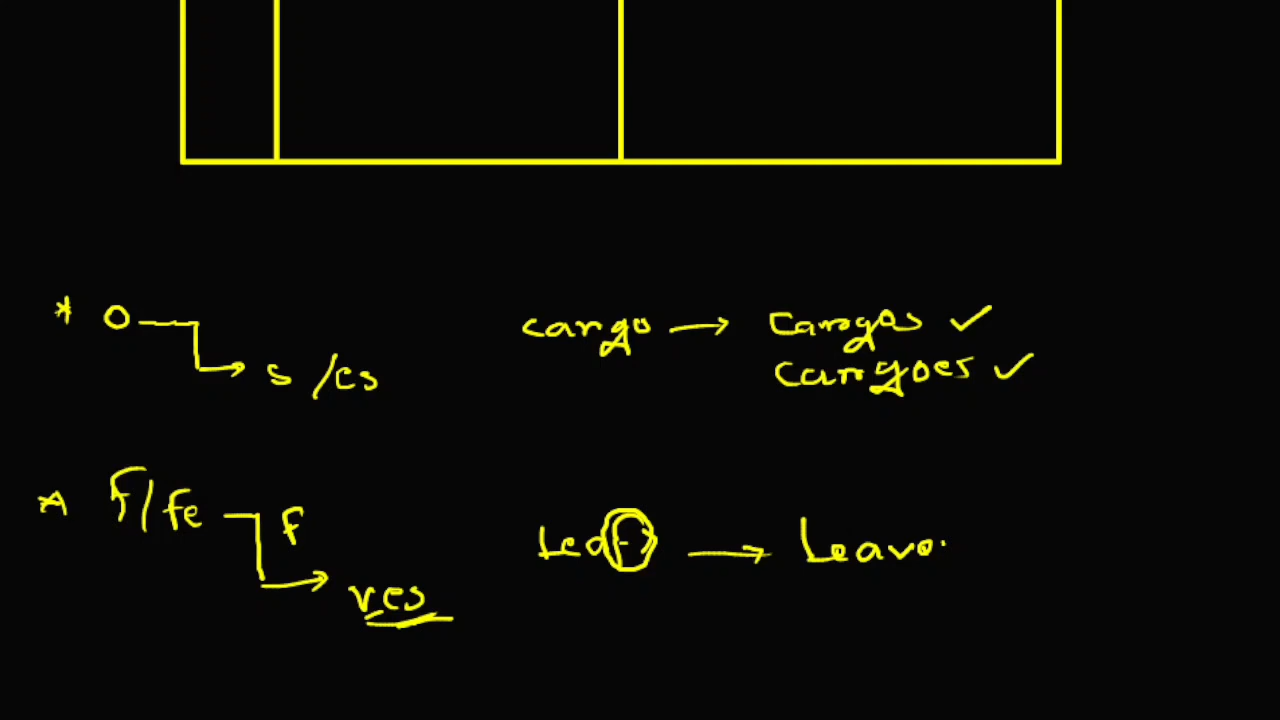 * O → s/es cargo → cargos ✓
cargoes ✓
* F/Fe f → ves Leaf → Leave